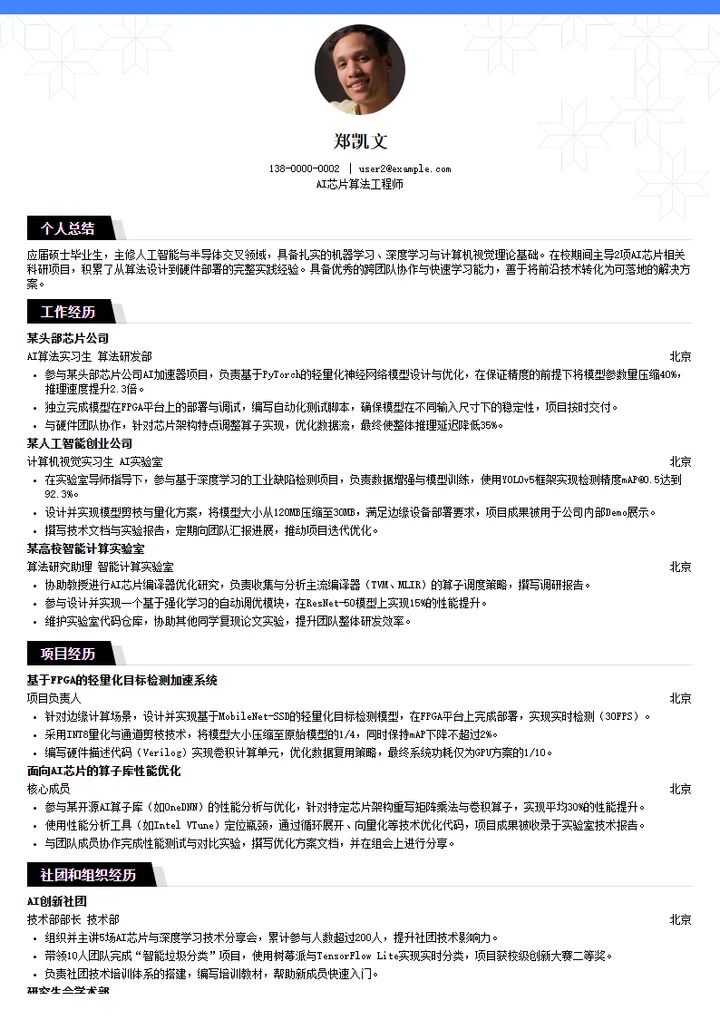 郑凯文
138-0000-0002 | user2@example.com
AI芯片算法工程师
个人总结
应届硕士毕业生，主修人工智能与半导体交叉领域，具备扎实的机器学习、深度学习与计算机视觉理论基础。在校期间主导2项AI芯片相关
科研项目，积累了从算法设计到硬件部署的完整实践经验。具备优秀的跨团队协作与快速学习能力，善于将前沿技术转化为可落地的解决方
案。
工作经历
某头部芯片公司
AI算法实习生 算法研发部 北京
• 参与某头部芯片公司AI加速器项目，负责基于PyTorch的轻量化神经网络模型设计与优化，在保证精度的前提下将模型参数量压缩40%，
推理速度提升2.3倍。
• 独立完成模型在FPGA平台上的部署与调试，编写自动化测试脚本，确保模型在不同输入尺寸下的稳定性，项目按时交付。
• 与硬件团队协作，针对芯片架构特点调整算子实现，优化数据流，最终使整体推理延迟降低35%。
某人工智能创业公司
计算机视觉实习生 AI实验室 北京
• 在实验室导师指导下，参与基于深度学习的工业缺陷检测项目，负责数据增强与模型训练，使用YOLOv5框架实现检测精度mAP@0.5达到
92.3%。
• 设计并实现模型剪枝与量化方案，将模型大小从120MB压缩至30MB，满足边缘设备部署要求，项目成果被用于公司内部Demo展示。
• 撰写技术文档与实验报告，定期向团队汇报进展，推动项目迭代优化。
某高校智能计算实验室
算法研究助理 智能计算实验室 北京
• 协助教授进行AI芯片编译器优化研究，负责收集与分析主流编译器（TVM、MLIR）的算子调度策略，撰写调研报告。
• 参与设计并实现一个基于强化学习的自动调优模块，在ResNet-50模型上实现15%的性能提升。
• 维护实验室代码仓库，协助其他同学复现论文实验，提升团队整体研发效率。
项目经历
基于FPGA的轻量化目标检测加速系统
项目负责人 北京
• 针对边缘计算场景，设计并实现基于MobileNet-SSD的轻量化目标检测模型，在FPGA平台上完成部署，实现实时检测（30FPS）。
• 采用INT8量化与通道剪枝技术，将模型大小压缩至原始模型的1/4，同时保持mAP下降不超过2%。
• 编写硬件描述代码（Verilog）实现卷积计算单元，优化数据复用策略，最终系统功耗仅为GPU方案的1/10。
面向AI芯片的算子库性能优化
核心成员 北京
• 参与某开源AI算子库（如OneDNN）的性能分析与优化，针对特定芯片架构重写矩阵乘法与卷积算子，实现平均30%的性能提升。
• 使用性能分析工具（如Intel VTune）定位瓶颈，通过循环展开、向量化等技术优化代码，项目成果被收录于实验室技术报告。
• 与团队成员协作完成性能测试与对比实验，撰写优化方案文档，并在组会上进行分享。
社团和组织经历
AI创新社团
技术部部长 技术部 北京
• 组织并主讲5场AI芯片与深度学习技术分享会，累计参与人数超过200人，提升社团技术影响力。
• 带领10人团队完成“智能垃圾分类”项目，使用树莓派与TensorFlow Lite实现实时分类，项目获校级创新大赛二等奖。
• 负责社团技术培训体系的搭建，编写培训教材，帮助新成员快速入门。
研究生会学术部